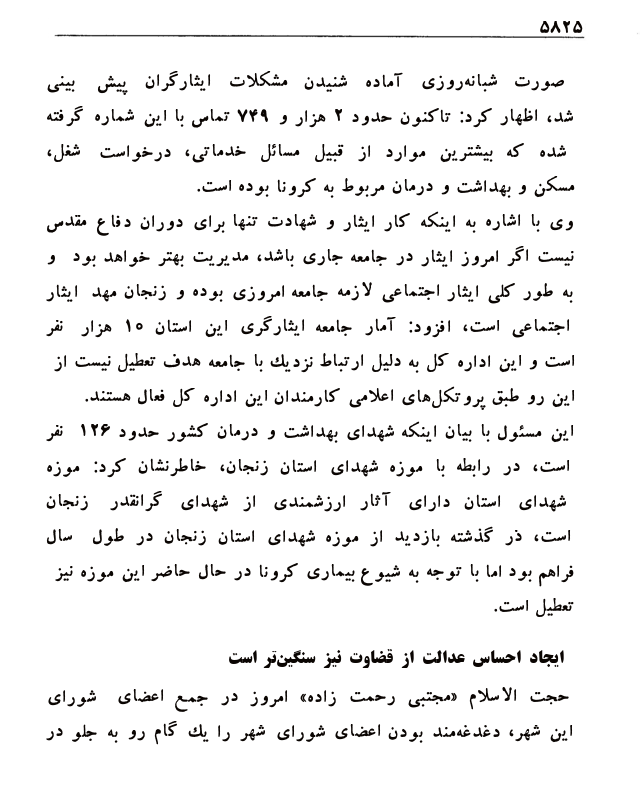 ۵۸۲۵
صورت شبانه‌روزی آماده شنیدن مشکلات ایثارگران پیش بینی
شد، اظهار کرد: تاکنون حدود ۲ هزار و ۷۴۹ تماس با این شماره گرفته
شده که بیشترین موارد از قبیل مسائل خدماتی، درخواست شغل،
مسکن و بهداشت و درمان مربوط به کرونا بوده است.
وی با اشاره به اینکه کار ایثار و شهادت تنها برای دوران دفاع مقدس
نیست اگر امروز ایثار در جامعه جاری باشد، مدیریت بهتر خواهد بود و
به طور کلی ایثار اجتماعی لازمه جامعه امروزی بوده و زنجان مهد ایثار
اجتماعی است، افزود: آمار جامعه ایثارگری این استان ۱۰ هزار نفر
است و این اداره کل به دلیل ارتباط نزدیك با جامعه هدف تعطیل نیست از
این رو طبق پروتکل‌های اعلامی کارمندان این اداره کل فعال هستند.
این مسئول با بیان اینکه شهدای بهداشت و درمان کشور حدود ۱۲۶ نفر
است، در رابطه با موزه شهدای استان زنجان، خاطرنشان کرد: موزه
شهدای استان دارای آثار ارزشمندی از شهدای گرانقدر زنجان
است، ذر گذشته بازدید از موزه شهدای استان زنجان در طول سال
فراهم بود اما با توجه به شیوع بیماری کرونا در حال حاضر این موزه نیز
تعطیل است.
ایجاد احساس عدالت از قضاوت نیز سنگین‌تر است
حجت الاسلام «مجتبی رحمت زاده» امروز در جمع اعضای شورای
این شهر، دغدغه‌مند بودن اعضای شورای شهر را یك گام رو به جلو در